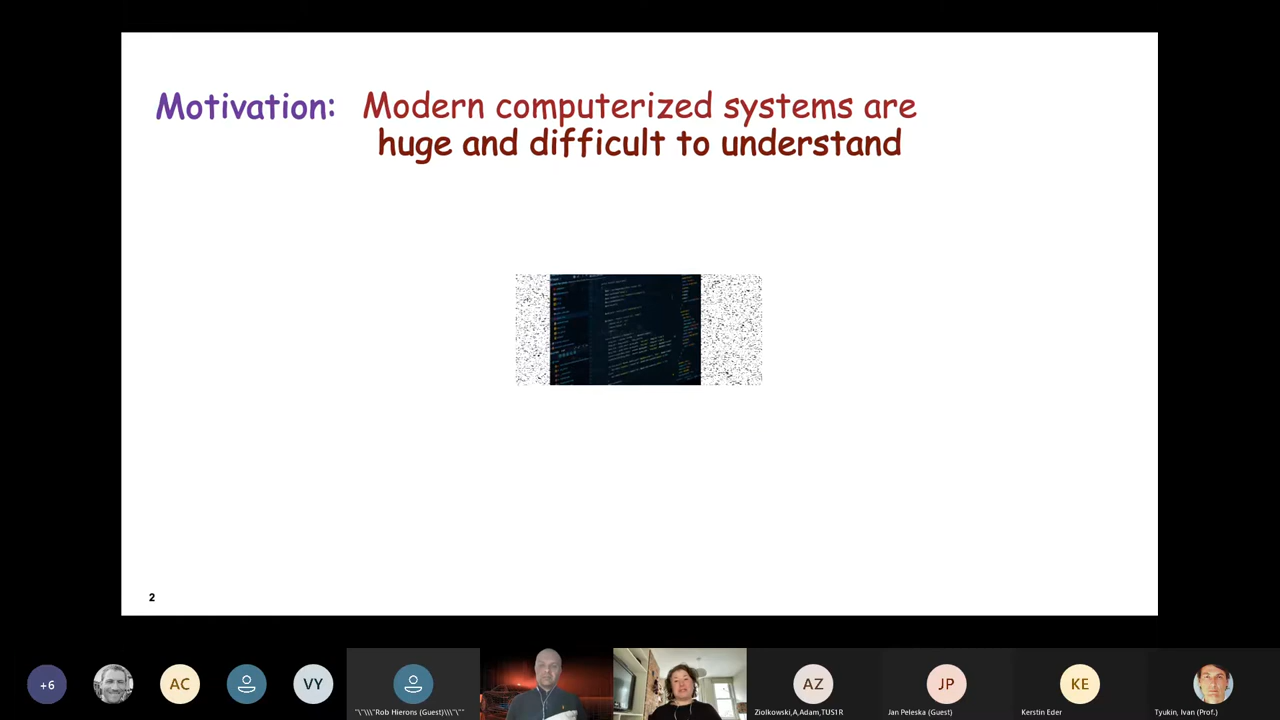 Motivation: Modern computerized systems are
huge and difficult to understand
2
+6
AC
VY
"\"\\\"Rob Hierons (Guest)\\\""
AZ
Ziolkowski,A,Adam,TUS1R
JP
Jan Peleska (Guest)
KE
Kerstin Eder
Tyukin, Ivan (Prof.)